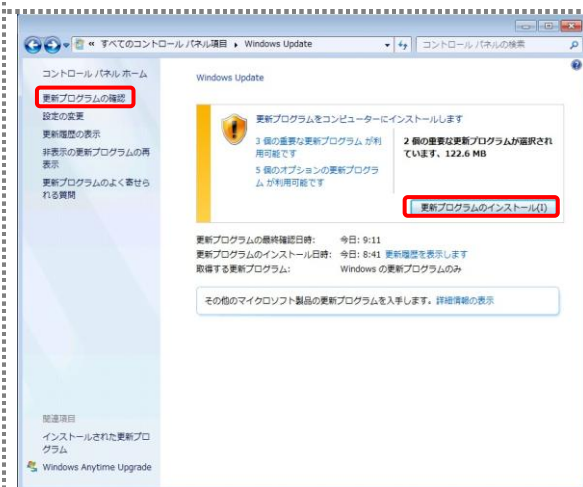 « すべてのコントロール パネル項目 ▸ Windows Update
コントロール パネルの検索
コントロール パネル ホーム
更新プログラムの確認
設定の変更
更新履歴の表示
非表示の更新プログラムの再
表示
更新プログラムのよく寄せら
れる質問
関連項目
インストールされた更新プロ
グラム
Windows Anytime Upgrade
Windows Update
更新プログラムをコンピューターにインストールします
3 個の重要な更新プログラム が利
用可能です
5 個のオプションの更新プログラ
ム が利用可能です
2 個の重要な更新プログラムが選択され
ています、122.6 MB
更新プログラムのインストール(I)
更新プログラムの最終確認日時: 今日: 9:11
更新プログラムのインストール日時: 今日: 8:41 更新履歴を表示します
取得する更新プログラム: Windows の更新プログラムのみ
その他のマイクロソフト製品の更新プログラムを入手します。 詳細情報の表示